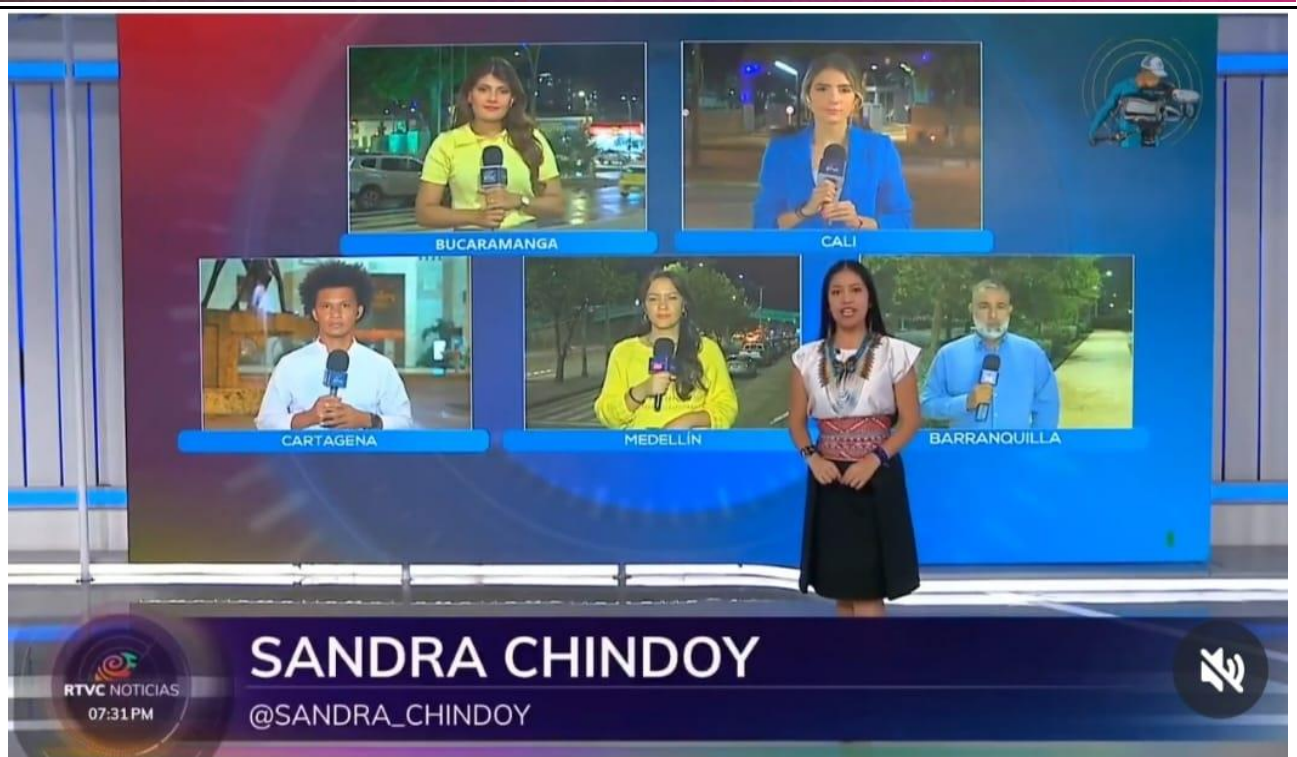 BUCARAMANGA
CALI
CARTAGENA
MEDELLÍN
BARRANQUILLA
SANDRA CHINDOY
@SANDRA_CHINDOY
RTVC NOTICIAS
07:31 PM